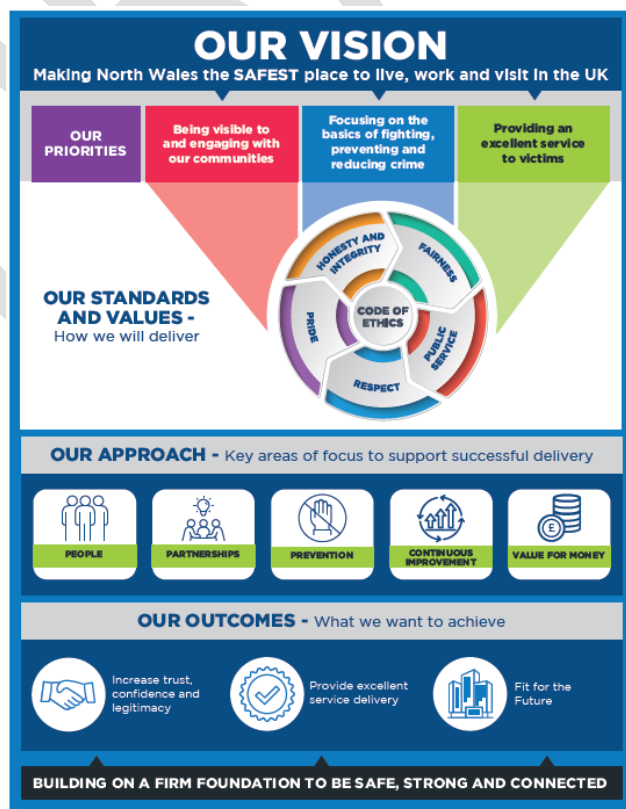 OUR VISION
Making North Wales the SAFEST place to live, work and visit in the UK
OUR
PRIORITIES
Being visible to
and engaging with
our communities
Focusing on the
basics of fighting,
preventing and
reducing crime
Providing an
excellent service
to victims
OUR STANDARDS
AND VALUES -
How we will deliver
HONESTY AND
INTEGRITY
FAIRNESS
PUBLIC
SERVICE
RESPECT
PRIDE
CODE OF
ETHICS
OUR APPROACH - Key areas of focus to support successful delivery
PEOPLE
PARTNERSHIPS
PREVENTION
CONTINUOUS
IMPROVEMENT
£
VALUE FOR MONEY
OUR OUTCOMES - What we want to achieve
Increase trust,
confidence and
legitimacy
Provide excellent
service delivery
Fit for the
Future
BUILDING ON A FIRM FOUNDATION TO BE SAFE, STRONG AND CONNECTED